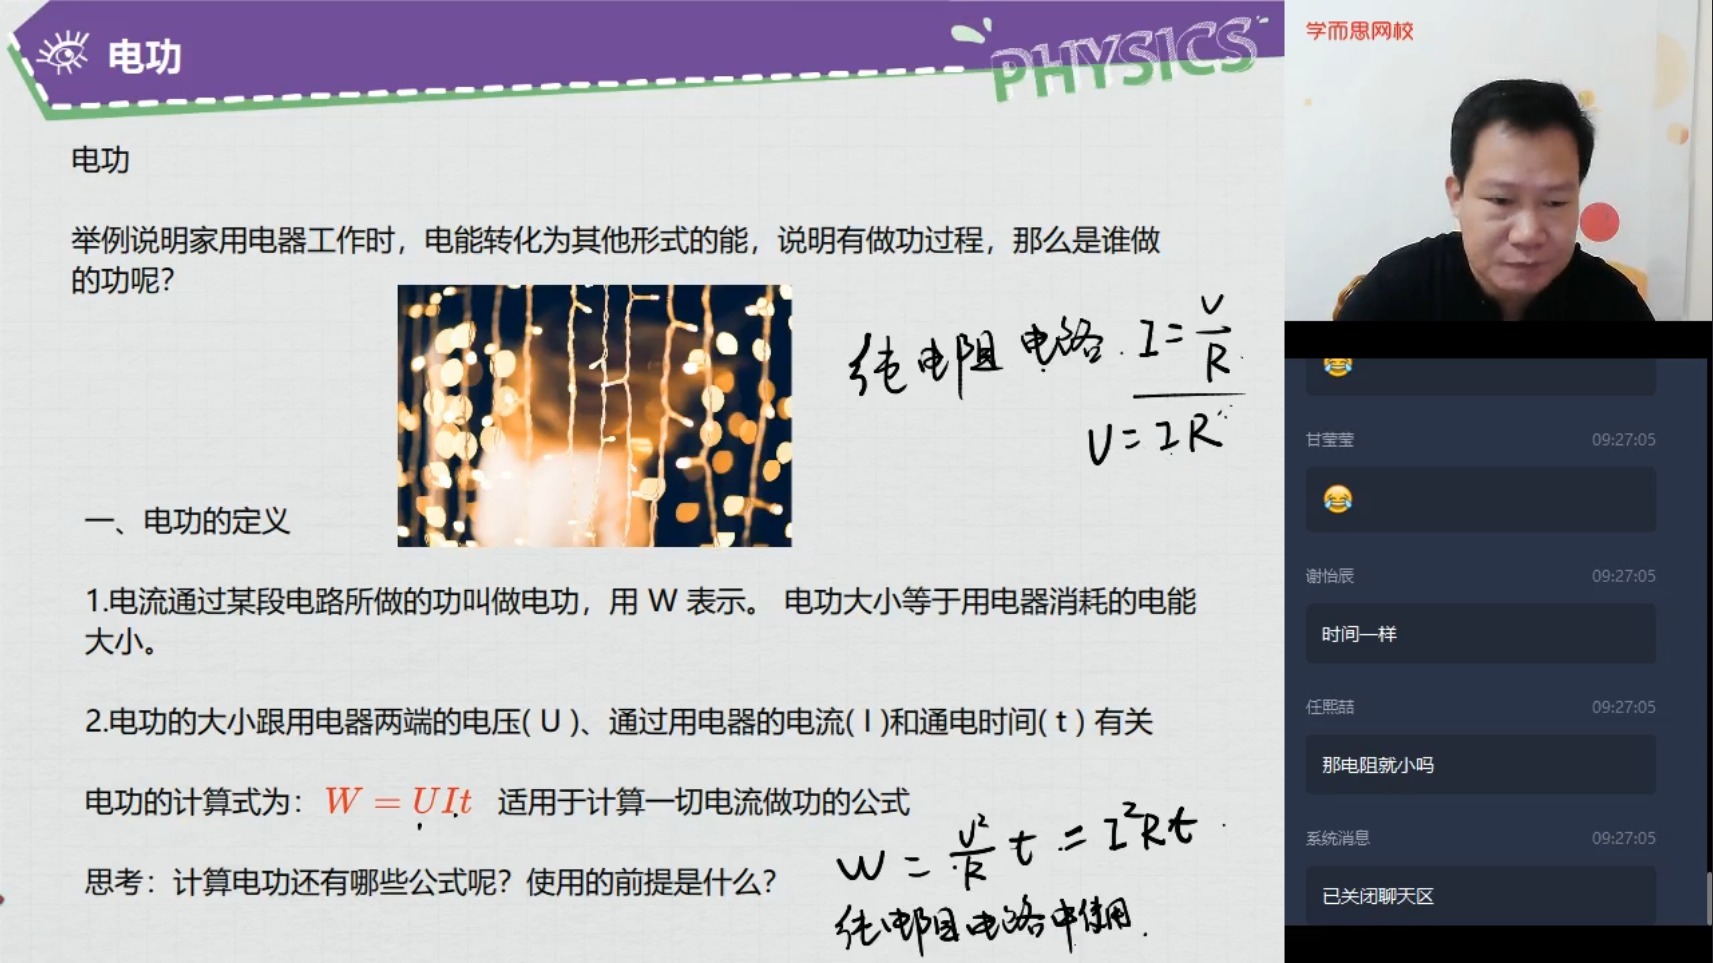 电功
PHYSICS
电功
举例说明家用电器工作时，电能转化为其他形式的能，说明有做功过程，那么是谁做
的功呢？
纯电阻电路. I=U/R.
U=IR
一、电功的定义
1.电流通过某段电路所做的功叫做电功，用 W 表示。 电功大小等于用电器消耗的电能
大小。
2.电功的大小跟用电器两端的电压( U )、通过用电器的电流( I )和通电时间( t ) 有关
电功的计算式为： W = UIt 适用于计算一切电流做功的公式
W = U²/R t = I²Rt.
思考：计算电功还有哪些公式呢？使用的前提是什么？
纯电阻电路中使用.
学而思网校
甘莹莹 09:27:05
谢怡辰 09:27:05
时间一样
任熙喆 09:27:05
那电阻就小吗
系统消息 09:27:05
已关闭聊天区